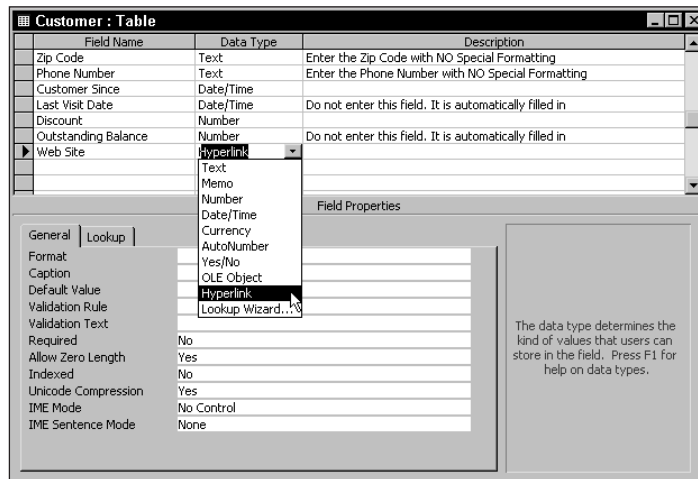 Customer : Table
Field Name Data Type Description
Zip Code Text Enter the Zip Code with NO Special Formatting
Phone Number Text Enter the Phone Number with NO Special Formatting
Customer Since Date/Time
Last Visit Date Date/Time Do not enter this field. It is automatically filled in
Discount Number
Outstanding Balance Number Do not enter this field. It is automatically filled in
Web Site Hyperlink
Text
Memo
Number
Date/Time
Currency
AutoNumber
Yes/No
OLE Object
Hyperlink
Lookup Wizard...
Field Properties
General Lookup
Format
Caption
Default Value
Validation Rule
Validation Text
Required No
Allow Zero Length Yes
Indexed No
Unicode Compression Yes
IME Mode No Control
IME Sentence Mode None
The data type determines the
kind of values that users can
store in the field. Press F1 for
help on data types.